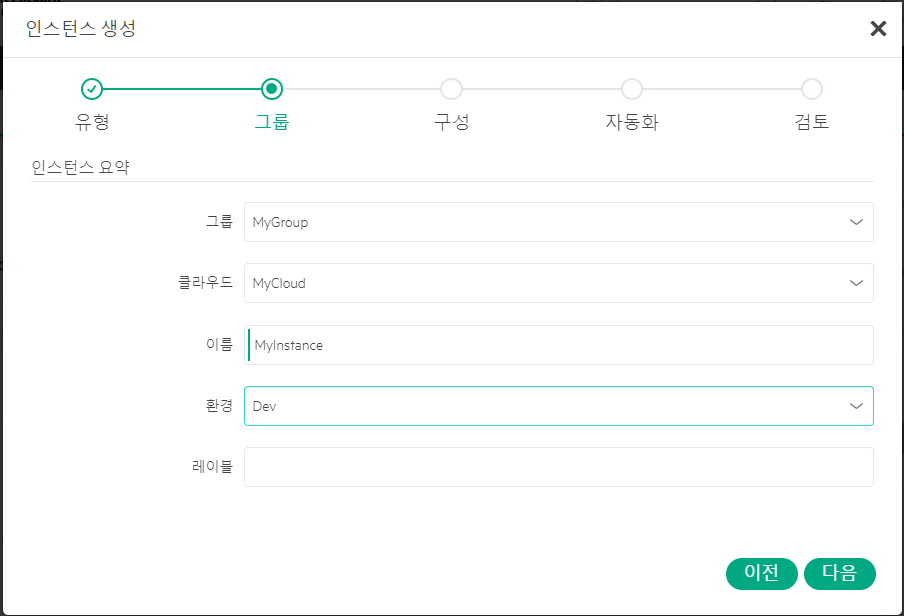 인스턴스 생성
유형 그룹 구성 자동화 검토
인스턴스 요약
그룹 MyGroup
클라우드 MyCloud
이름 MyInstance
환경 Dev
레이블
이전 다음